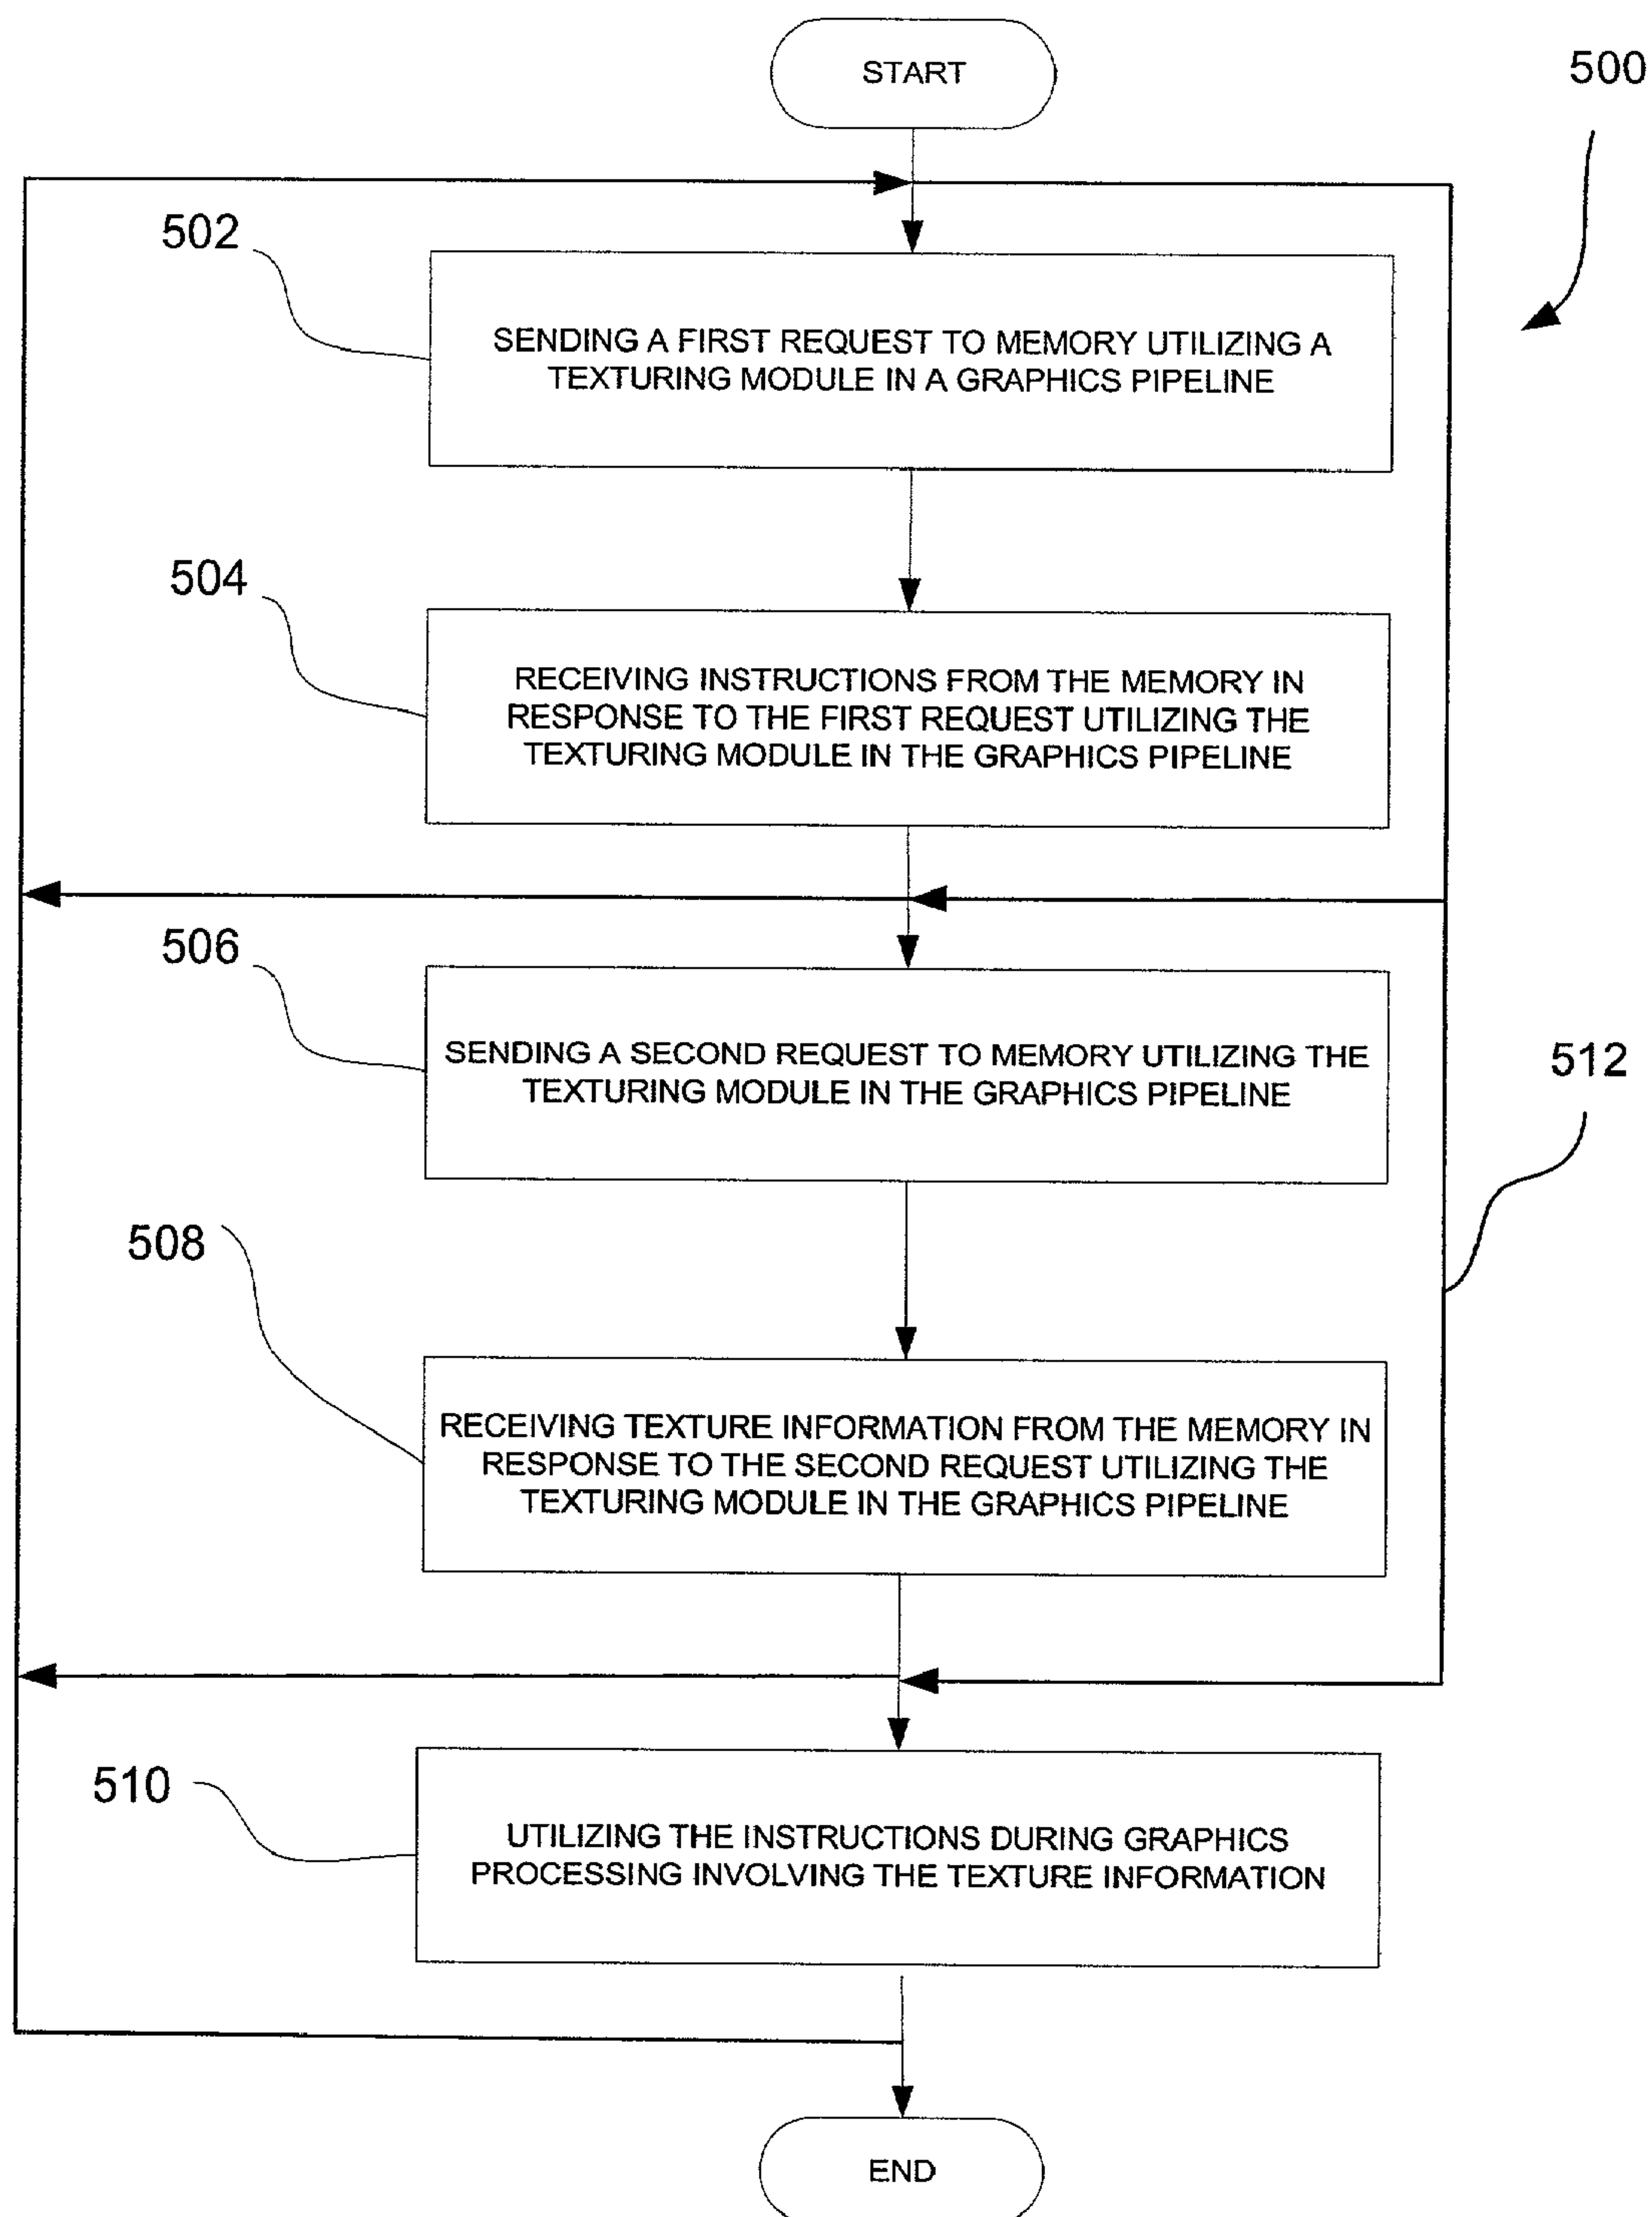 START
500
502
SENDING A FIRST REQUEST TO MEMORY UTILIZING A
TEXTURING MODULE IN A GRAPHICS PIPELINE
504
RECEIVING INSTRUCTIONS FROM THE MEMORY IN
RESPONSE TO THE FIRST REQUEST UTILIZING THE
TEXTURING MODULE IN THE GRAPHICS PIPELINE
506
SENDING A SECOND REQUEST TO MEMORY UTILIZING THE
TEXTURING MODULE IN THE GRAPHICS PIPELINE
512
508
RECEIVING TEXTURE INFORMATION FROM THE MEMORY IN
RESPONSE TO THE SECOND REQUEST UTILIZING THE
TEXTURING MODULE IN THE GRAPHICS PIPELINE
510
UTILIZING THE INSTRUCTIONS DURING GRAPHICS
PROCESSING INVOLVING THE TEXTURE INFORMATION
END